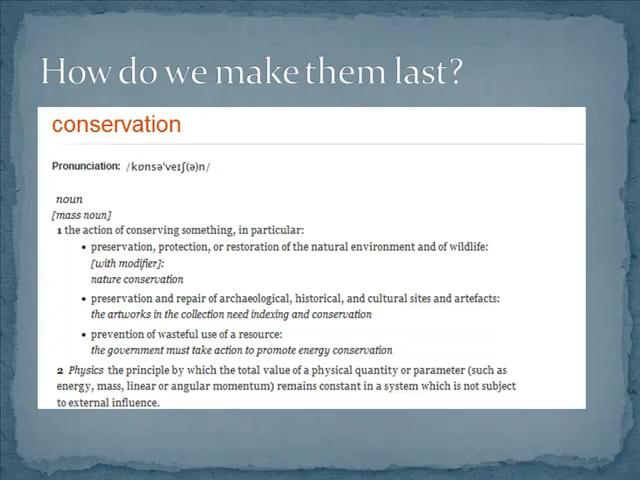 How do we make them last?
conservation
Pronunciation: /kɒnsəˈveɪʃ(ə)n/
noun
[mass noun]
1 the action of conserving something, in particular:
• preservation, protection, or restoration of the natural environment and of wildlife:
[with modifier]:
nature conservation
• preservation and repair of archaeological, historical, and cultural sites and artefacts:
the artworks in the collection need indexing and conservation
• prevention of wasteful use of a resource:
the government must take action to promote energy conservation
2 Physics the principle by which the total value of a physical quantity or parameter (such as
energy, mass, linear or angular momentum) remains constant in a system which is not subject
to external influence.